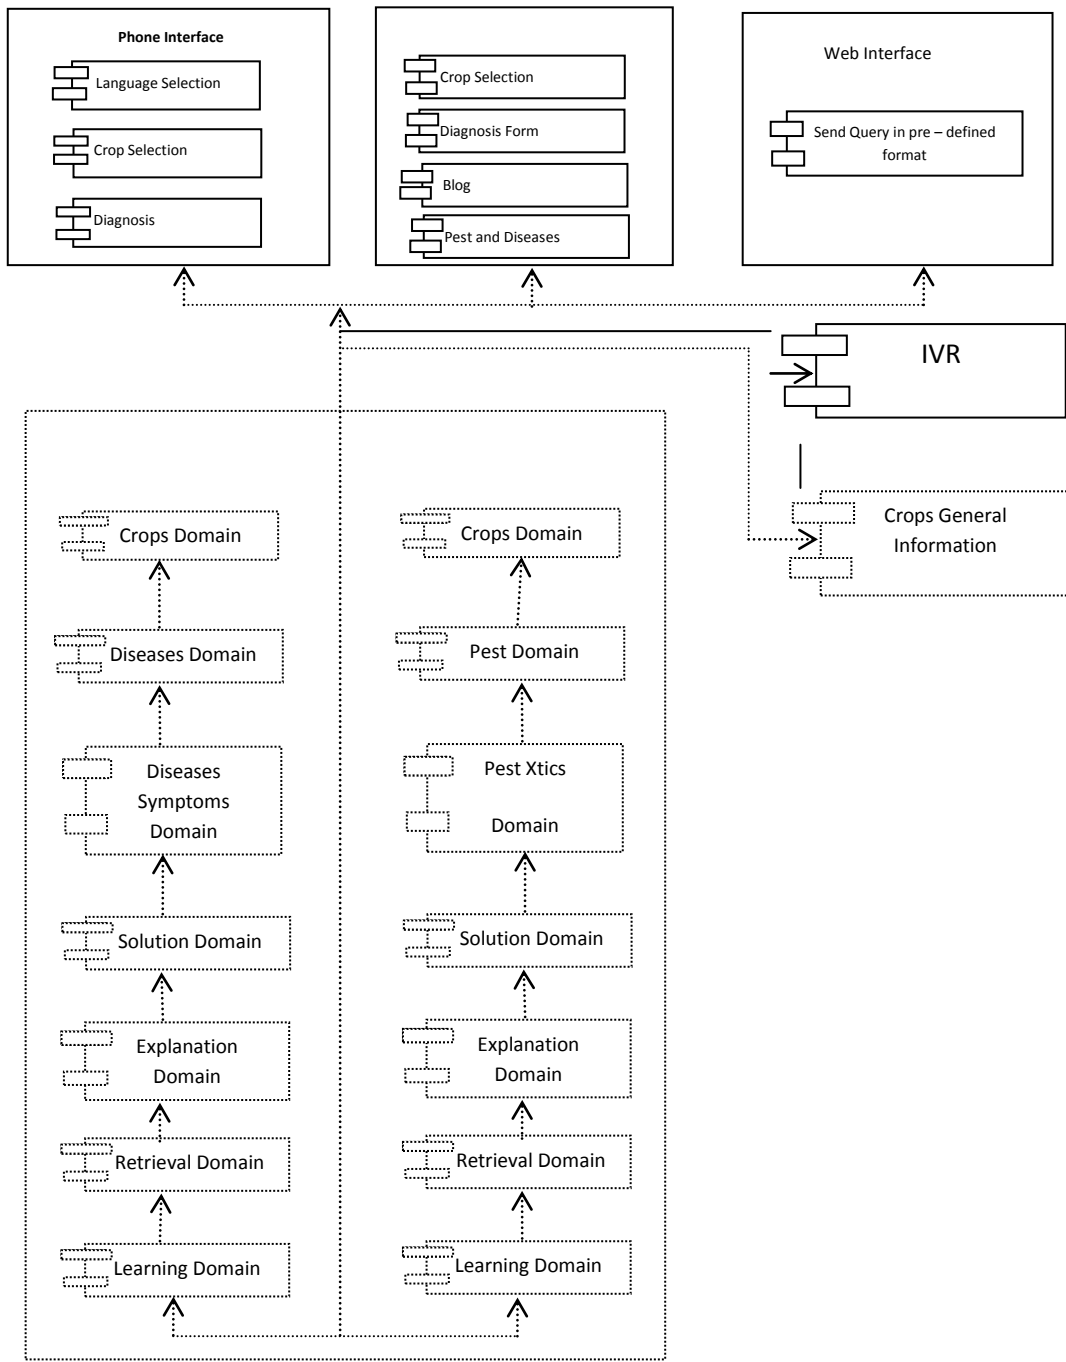 Phone Interface
Language Selection
Crop Selection
Diagnosis
Crop Selection
Diagnosis Form
Blog
Pest and Diseases
Web Interface
Send Query in pre – defined
format
IVR
Crops General
Information
Crops Domain
Diseases Domain
Diseases
Symptoms
Domain
Solution Domain
Explanation
Domain
Retrieval Domain
Learning Domain
Crops Domain
Pest Domain
Pest Xtics
Domain
Solution Domain
Explanation
Domain
Retrieval Domain
Learning Domain